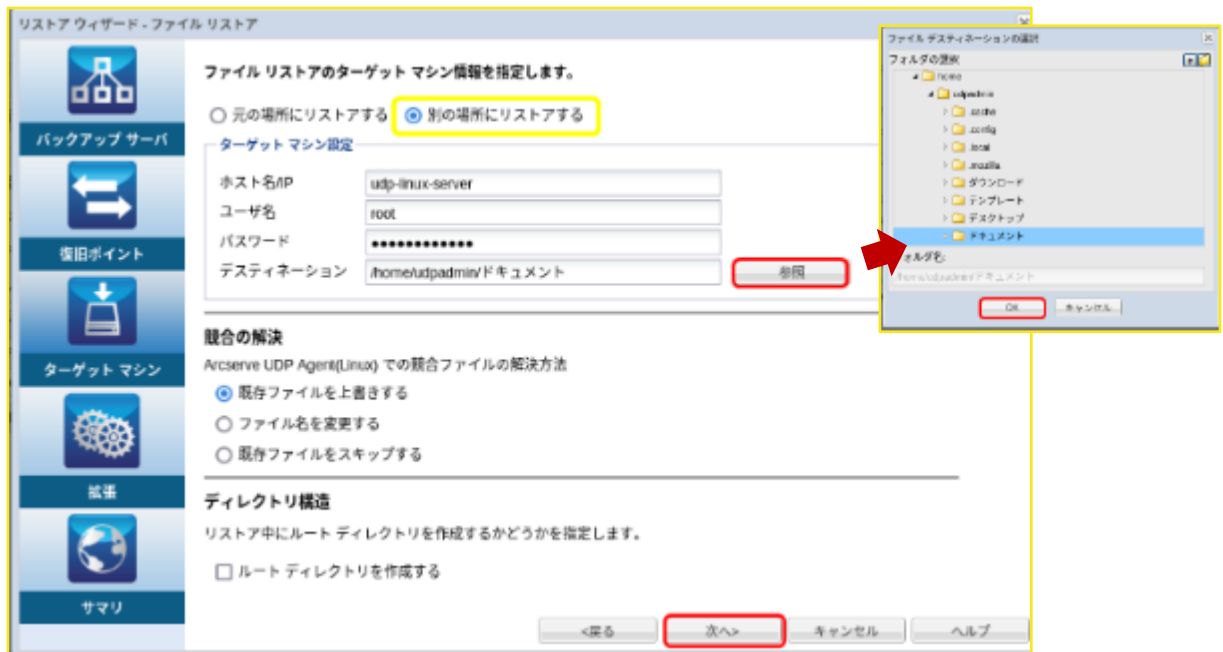 リストア ウィザード - ファイル リストア
バックアップ サーバ
復旧ポイント
ターゲット マシン
拡張
サマリ
ファイル リストアのターゲット マシン情報を指定します。
元の場所にリストアする
別の場所にリストアする
ターゲット マシン設定
ホスト名/IP
udp-linux-server
ユーザ名
root
パスワード
●●●●●●●●●●●●
デスティネーション
/home/udpadmin/ドキュメント
参照
競合の解決
Arcserve UDP Agent(Linux) での競合ファイルの解決方法
既存ファイルを上書きする
ファイル名を変更する
既存ファイルをスキップする
ディレクトリ構造
リストア中にルート ディレクトリを作成するかどうかを指定します。
ルート ディレクトリを作成する
<戻る
次へ>
キャンセル
ヘルプ
ファイル デスティネーションの選択
フォルダの選択
home
udpadmin
.cache
.config
.local
.mozilla
ダウンロード
テンプレート
デスクトップ
ドキュメント
ォルダ名:
/home/udpadmin/ドキュメント
OK
キャンセル